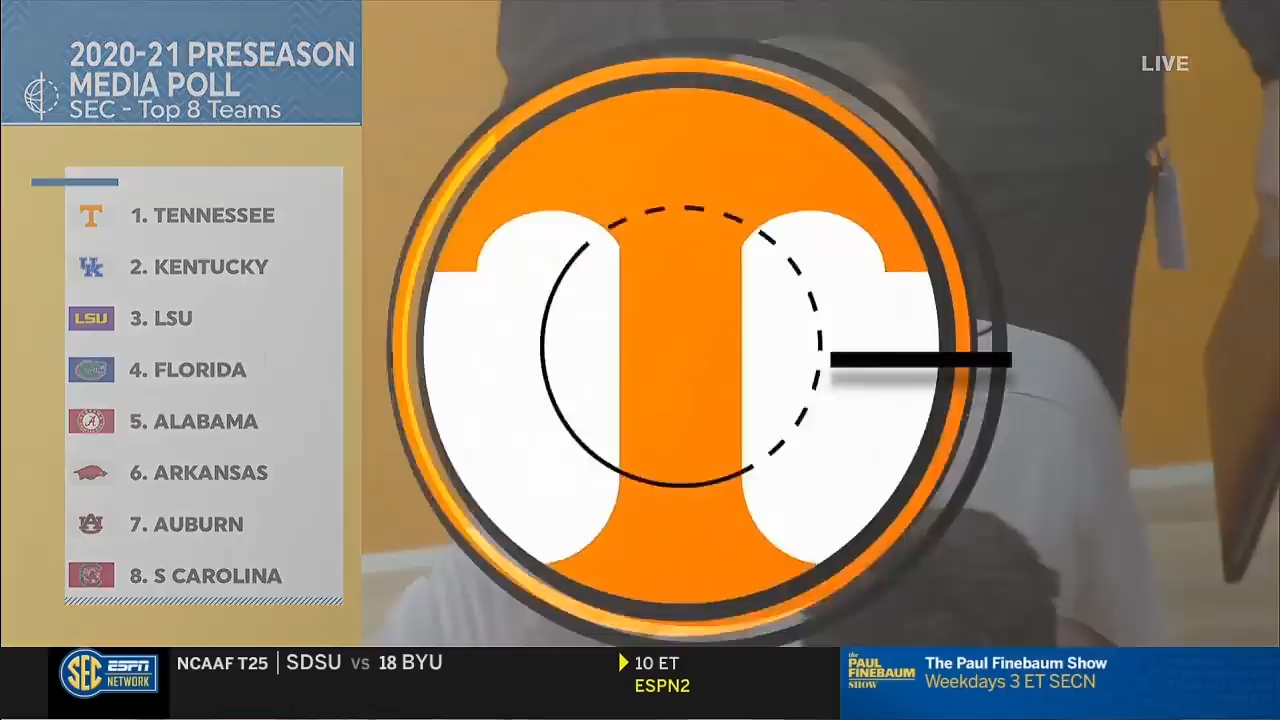 2020-21 PRESEASON
MEDIA POLL
SEC - Top 8 Teams
LIVE
T 1. TENNESSEE
UK 2. KENTUCKY
LSU 3. LSU
4. FLORIDA
A 5. ALABAMA
6. ARKANSAS
AU 7. AUBURN
C 8. S CAROLINA
T
SEC ESPN NETWORK
NCAAF T25 SDSU vs 18 BYU
10 ET
ESPN2
the PAUL FINEBAUM SHOW
The Paul Finebaum Show
Weekdays 3 ET SECN